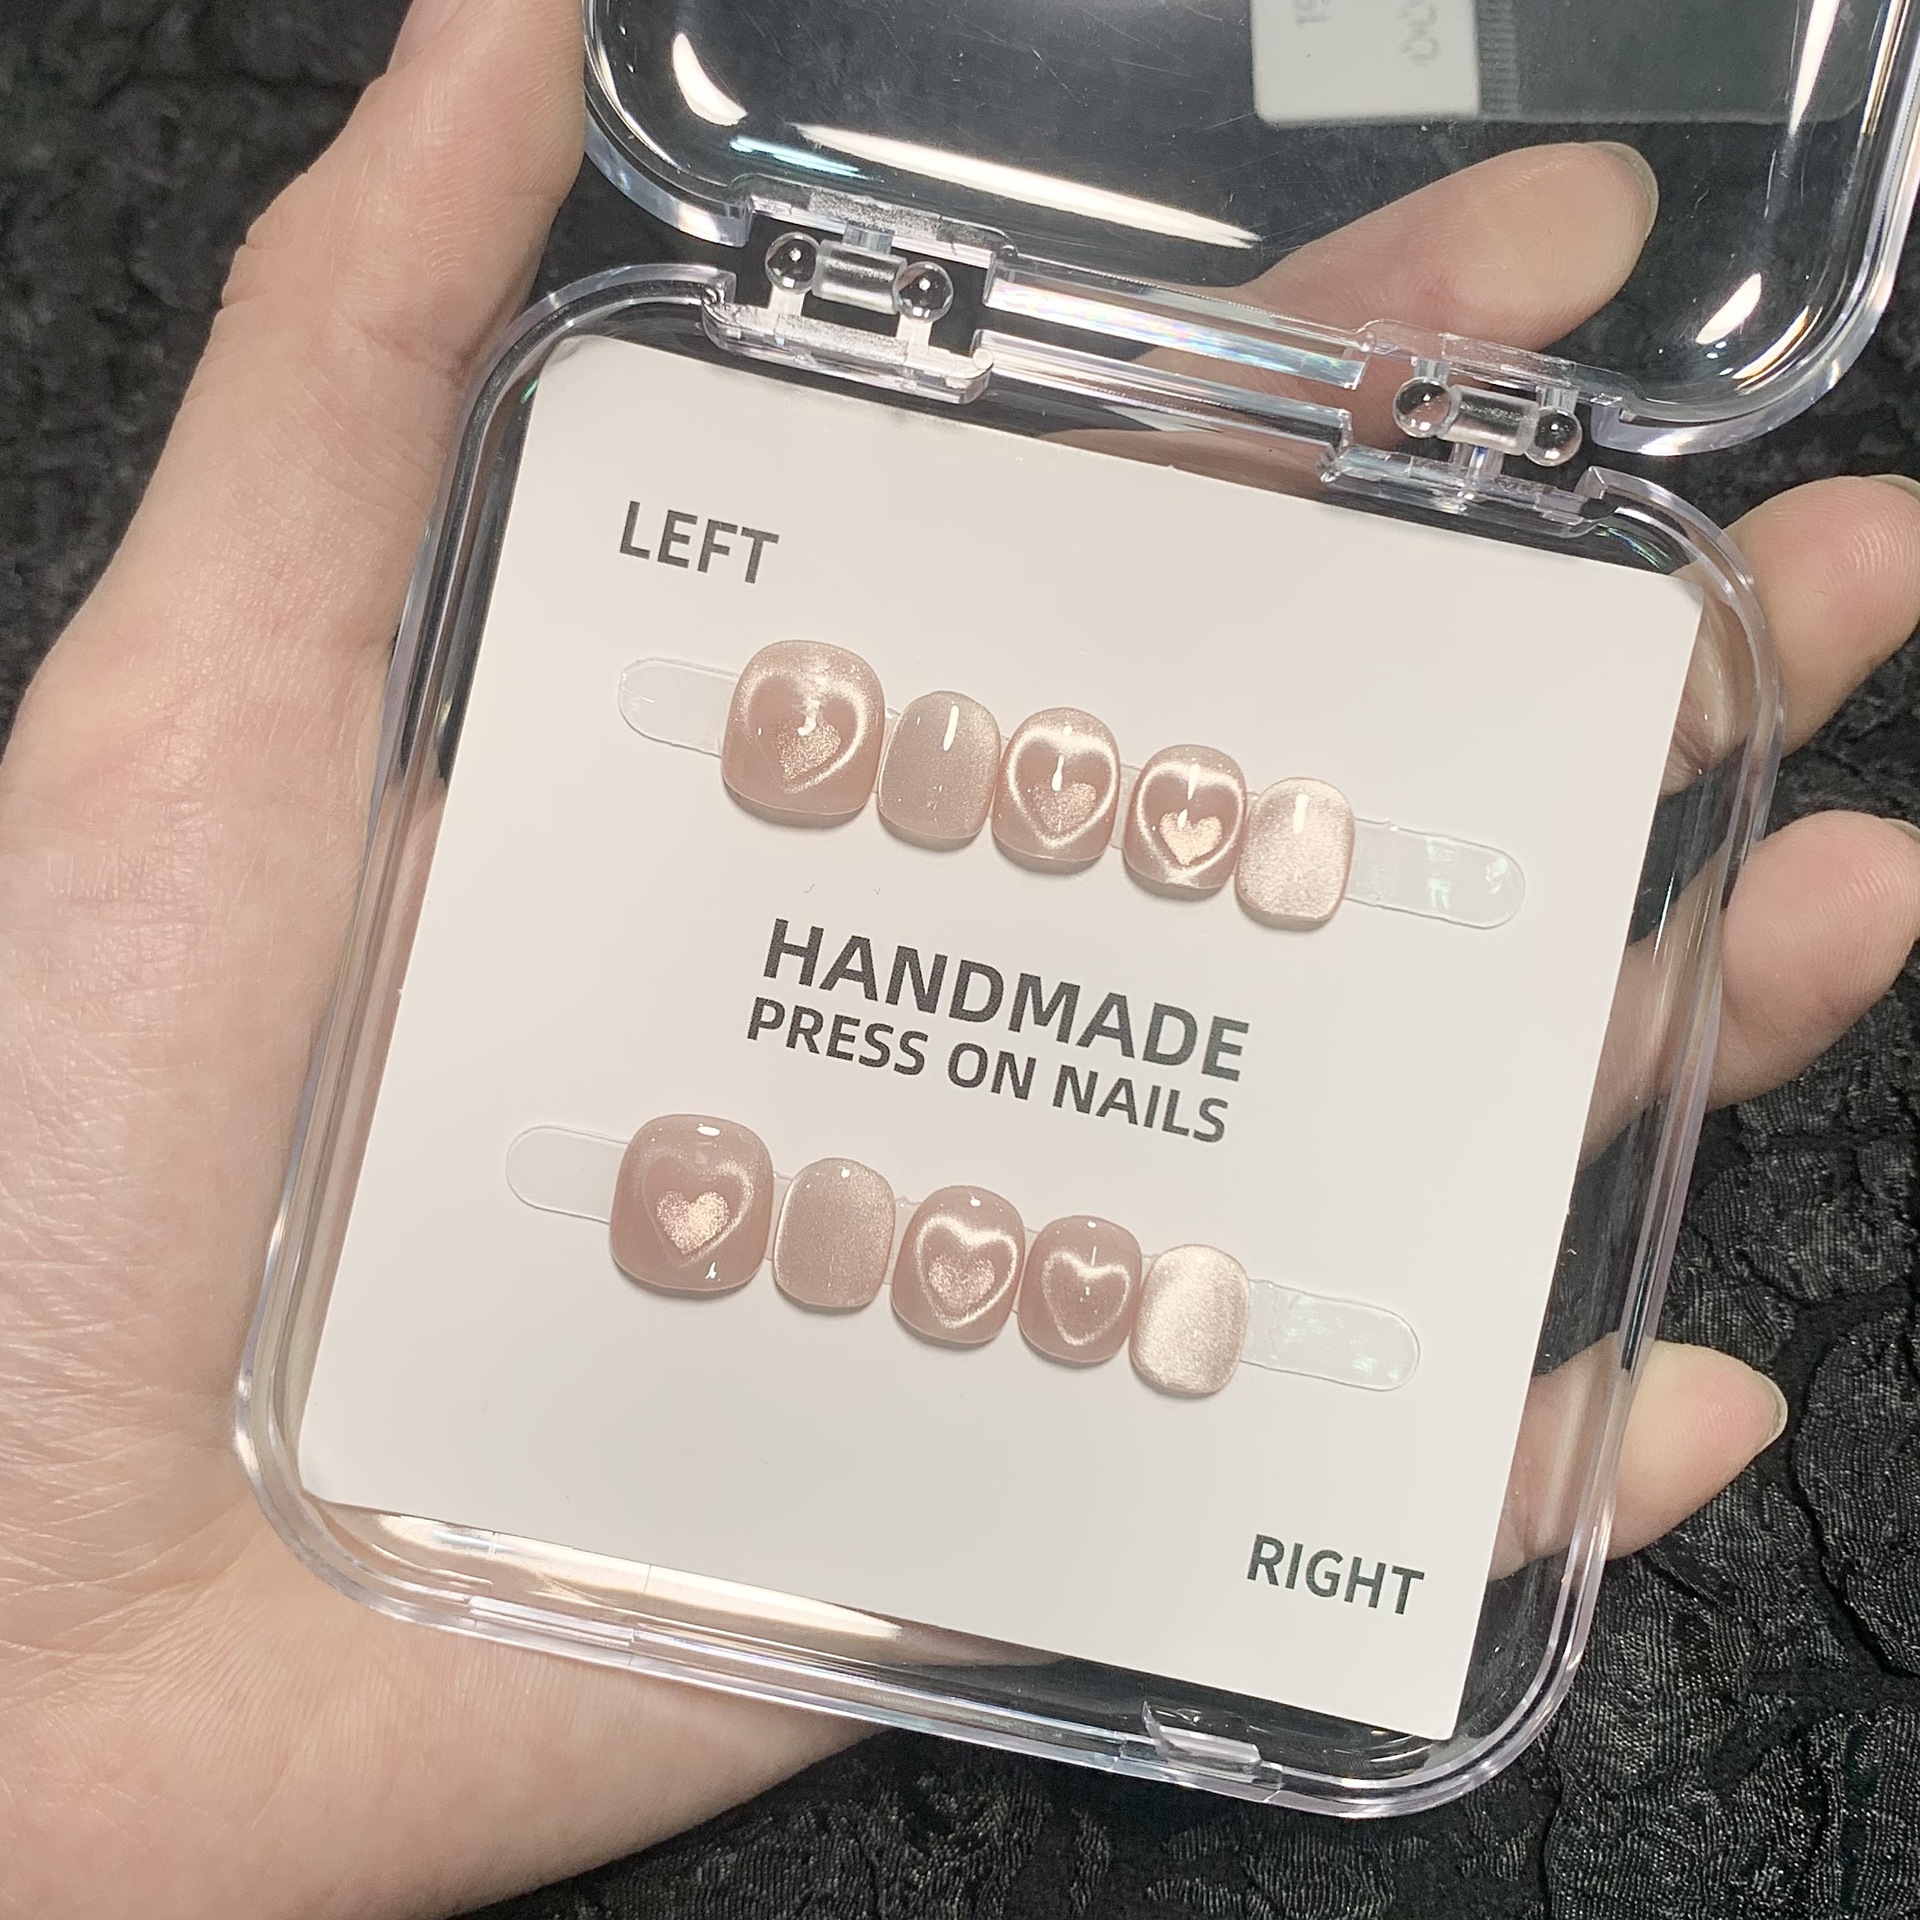 LEFT
HANDMADE
PRESS ON NAILS
RIGHT